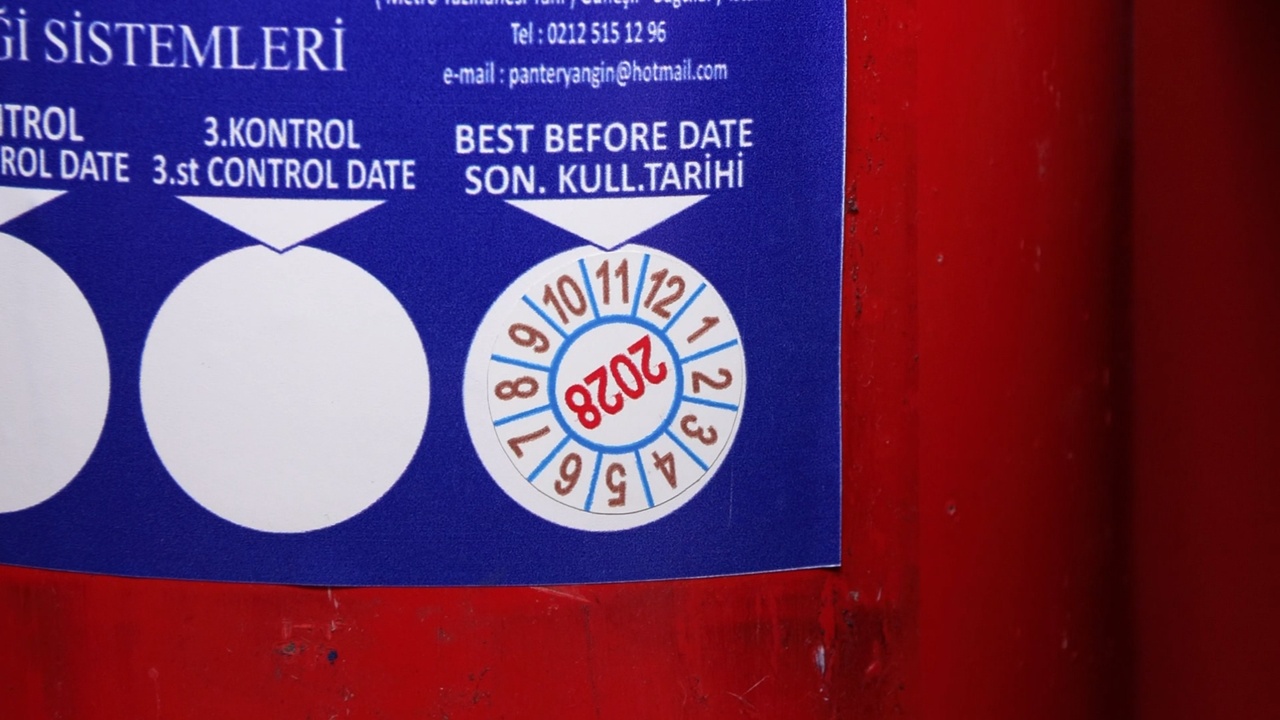 Ğİ SİSTEMLERİ
Tel : 0212 515 12 96
e-mail : panteryangin@hotmail.com
3.KONTROL
3.st CONTROL DATE
BEST BEFORE DATE
SON. KULL.TARİHİ
TROL
ROL DATE
1
2
3
4
5
6
7
8
9
10
11
12
2028